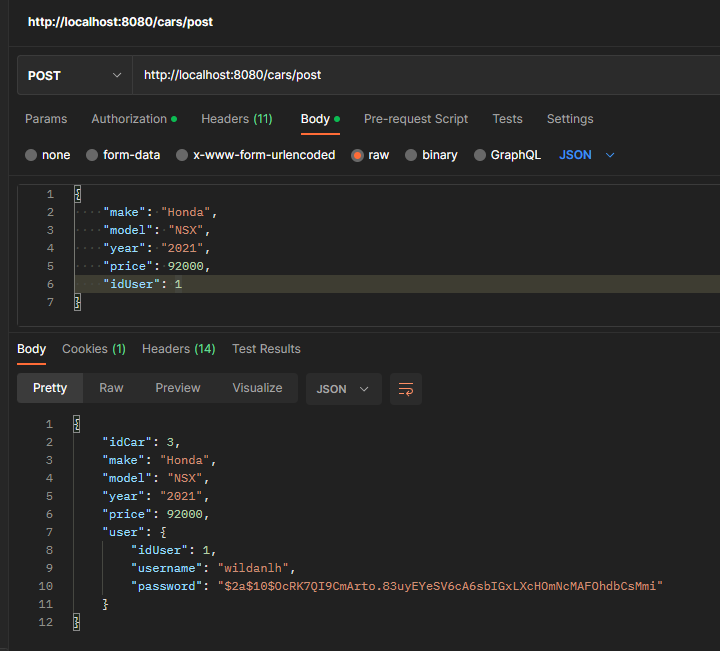 http://localhost:8080/cars/post
POST http://localhost:8080/cars/post
Params Authorization Headers (11) Body Pre-request Script Tests Settings
none form-data x-www-form-urlencoded raw binary GraphQL JSON
1 {
2 "make": "Honda",
3 "model": "NSX",
4 "year": "2021",
5 "price": 92000,
6 "idUser": 1
7 }
Body Cookies (1) Headers (14) Test Results
Pretty Raw Preview Visualize JSON
1 {
2 "idCar": 3,
3 "make": "Honda",
4 "model": "NSX",
5 "year": "2021",
6 "price": 92000,
7 "user": {
8 "idUser": 1,
9 "username": "wildanlh",
10 "password": "$2a$10$OcRK7QI9CmArto.83uyEYeSV6cA6sbIGxLXcHOmNcMAFOhdbCsMmi"
11 }
12 }